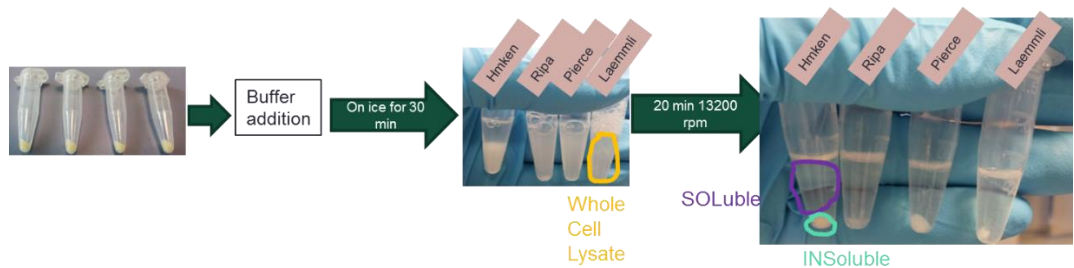 Buffer
addition
On ice for 30
min
Hmken
Ripa
Pierce
Laemmli
Whole
Cell
Lysate
20 min 13200
rpm
Hmken
Ripa
Pierce
Laemmli
SOLuble
INSoluble